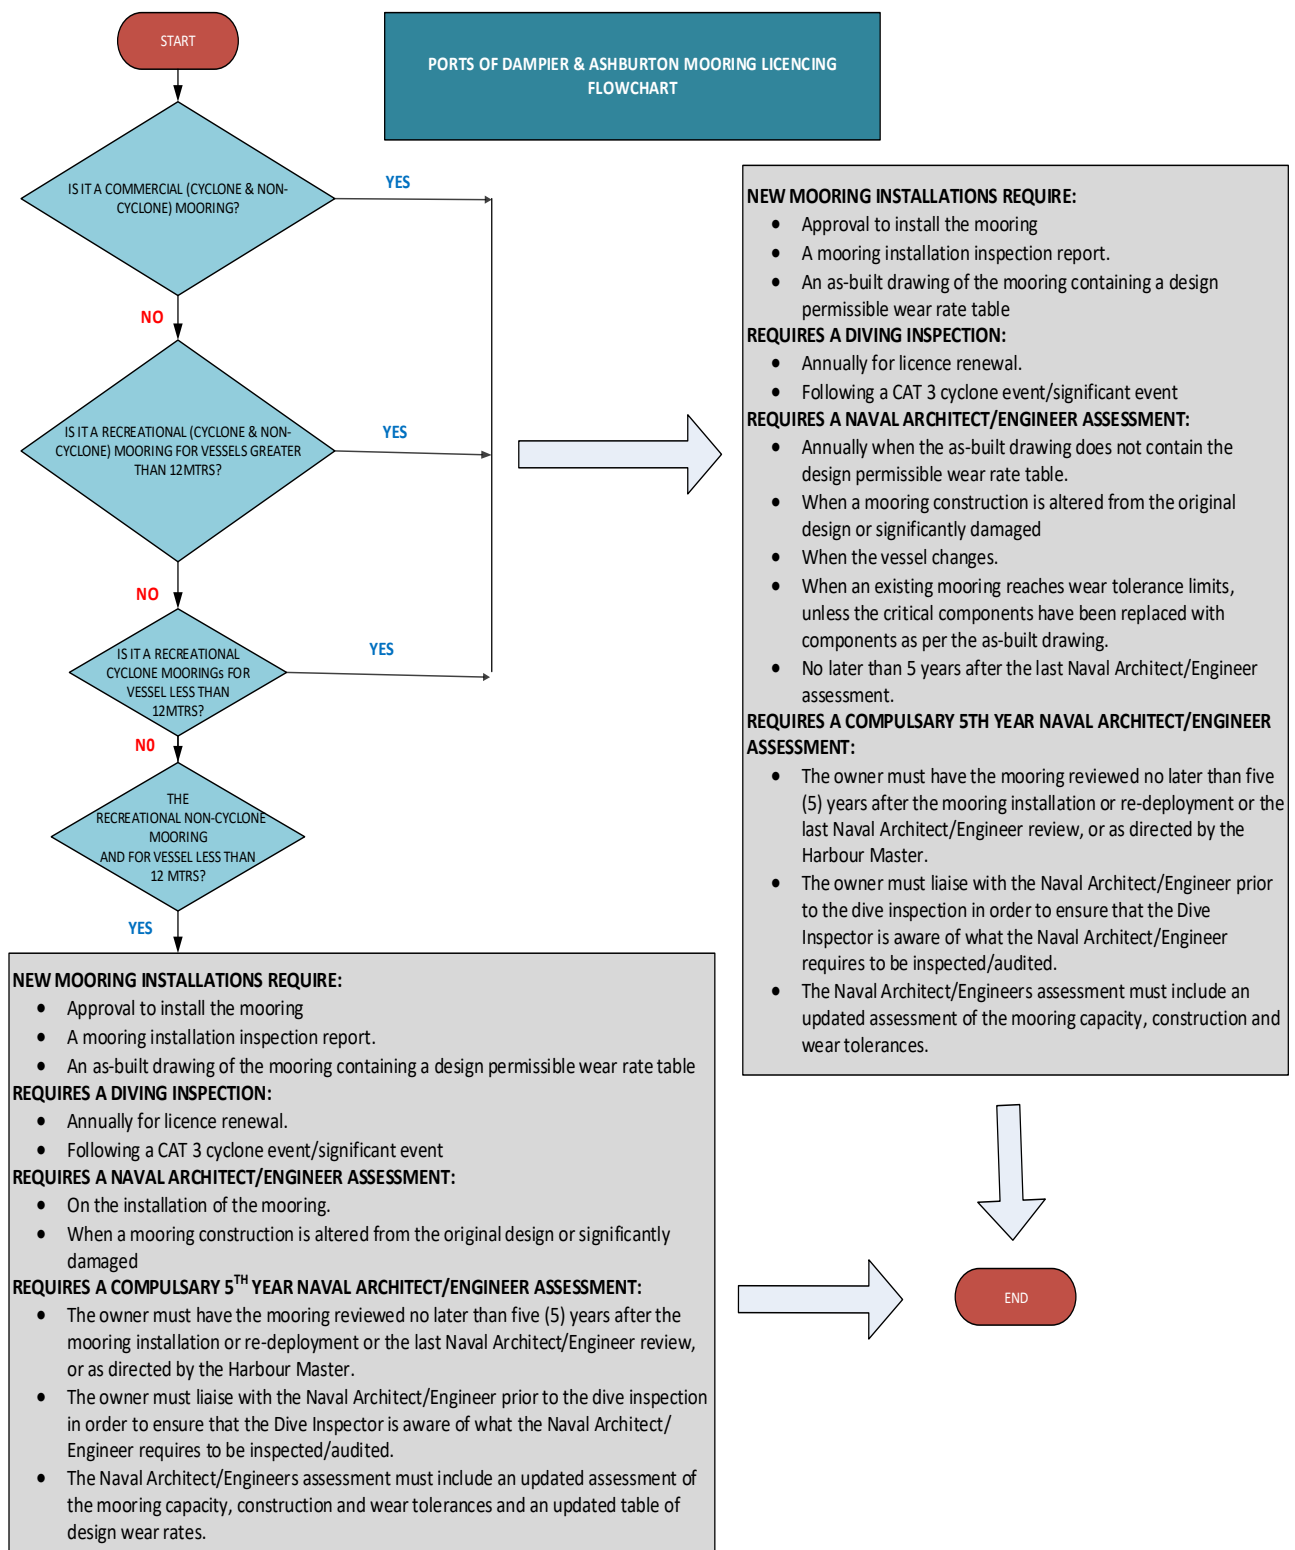 START
PORTS OF DAMPIER & ASHBURTON MOORING LICENCING
FLOWCHART
IS IT A COMMERCIAL (CYCLONE & NON-
CYCLONE) MOORING?
YES
NO
IS IT A RECREATIONAL (CYCLONE & NON-
CYCLONE) MOORING FOR VESSELS GREATER
THAN 12MTRS?
YES
NO
IS IT A RECREATIONAL
CYCLONE MOORINGs FOR
VESSEL LESS THAN
12MTRS?
YES
N0
THE
RECREATIONAL NON-CYCLONE
MOORING
AND FOR VESSEL LESS THAN
12 MTRS?
YES
NEW MOORING INSTALLATIONS REQUIRE:
• Approval to install the mooring
• A mooring installation inspection report.
• An as-built drawing of the mooring containing a design
permissible wear rate table
REQUIRES A DIVING INSPECTION:
• Annually for licence renewal.
• Following a CAT 3 cyclone event/significant event
REQUIRES A NAVAL ARCHITECT/ENGINEER ASSESSMENT:
• Annually when the as-built drawing does not contain the
design permissible wear rate table.
• When a mooring construction is altered from the original
design or significantly damaged
• When the vessel changes.
• When an existing mooring reaches wear tolerance limits,
unless the critical components have been replaced with
components as per the as-built drawing.
• No later than 5 years after the last Naval Architect/Engineer
assessment.
REQUIRES A COMPULSARY 5TH YEAR NAVAL ARCHITECT/ENGINEER
ASSESSMENT:
• The owner must have the mooring reviewed no later than five
(5) years after the mooring installation or re-deployment or the
last Naval Architect/Engineer review, or as directed by the
Harbour Master.
• The owner must liaise with the Naval Architect/Engineer prior
to the dive inspection in order to ensure that the Dive
Inspector is aware of what the Naval Architect/Engineer
requires to be inspected/audited.
• The Naval Architect/Engineers assessment must include an
updated assessment of the mooring capacity, construction and
wear tolerances.
NEW MOORING INSTALLATIONS REQUIRE:
• Approval to install the mooring
• A mooring installation inspection report.
• An as-built drawing of the mooring containing a design permissible wear rate table
REQUIRES A DIVING INSPECTION:
• Annually for licence renewal.
• Following a CAT 3 cyclone event/significant event
REQUIRES A NAVAL ARCHITECT/ENGINEER ASSESSMENT:
• On the installation of the mooring.
• When a mooring construction is altered from the original design or significantly
damaged
REQUIRES A COMPULSARY 5TH YEAR NAVAL ARCHITECT/ENGINEER ASSESSMENT:
• The owner must have the mooring reviewed no later than five (5) years after the
mooring installation or re-deployment or the last Naval Architect/Engineer review,
or as directed by the Harbour Master.
• The owner must liaise with the Naval Architect/Engineer prior to the dive inspection
in order to ensure that the Dive Inspector is aware of what the Naval Architect/
Engineer requires to be inspected/audited.
• The Naval Architect/Engineers assessment must include an updated assessment of
the mooring capacity, construction and wear tolerances and an updated table of
design wear rates.
END